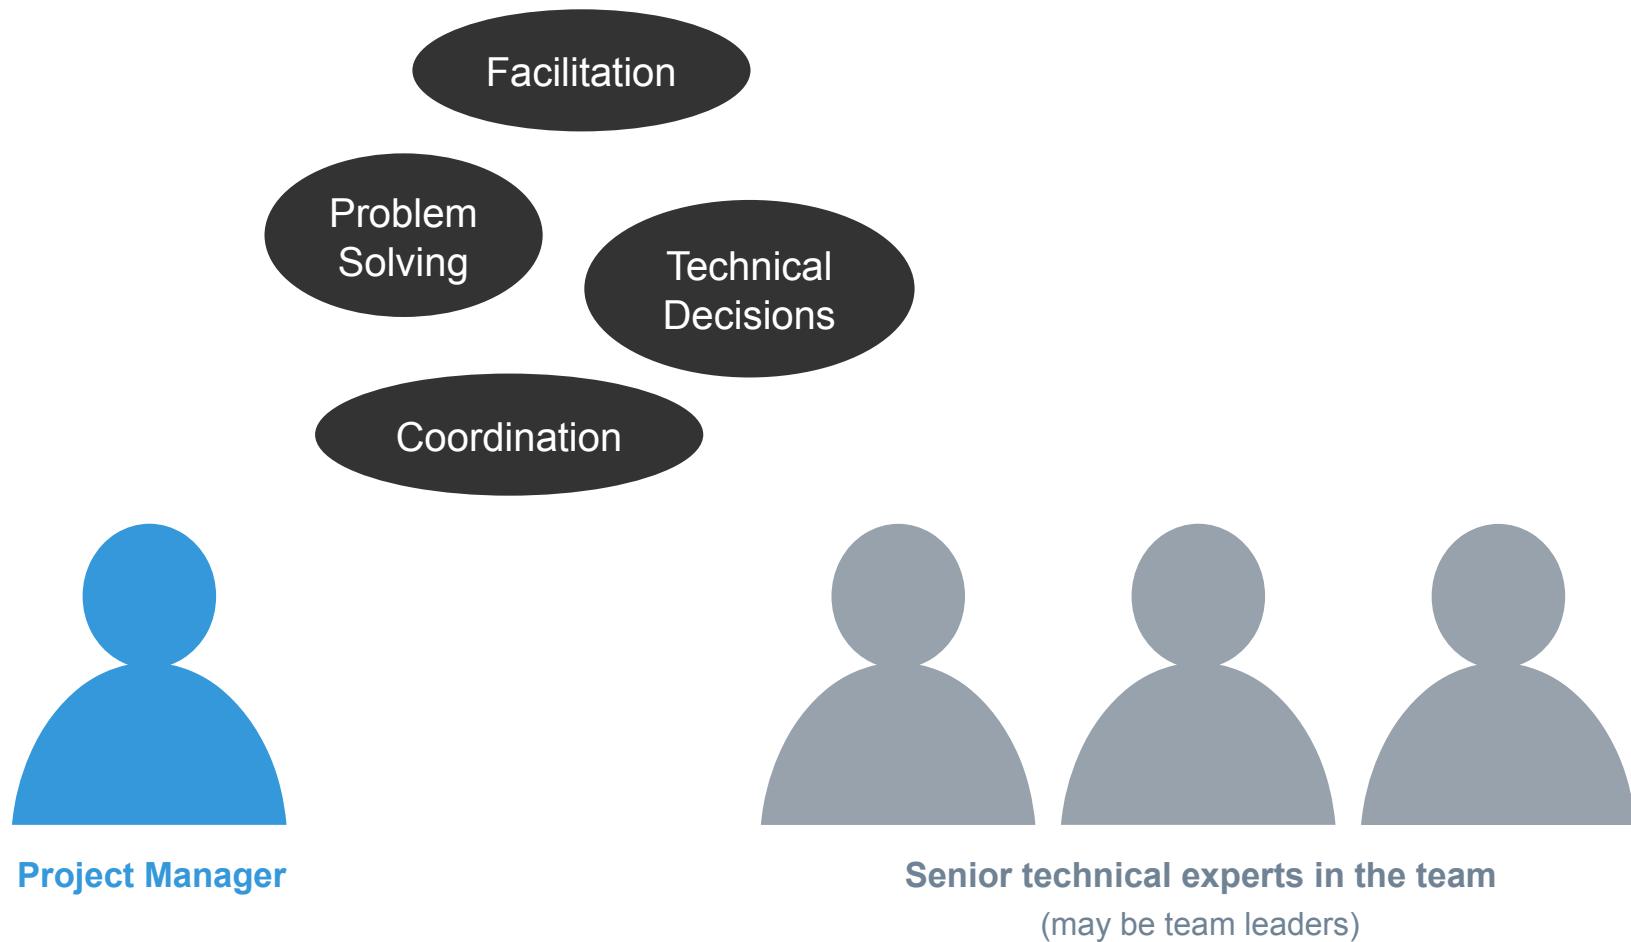 Facilitation
Problem
Solving
Technical
Decisions
Coordination
Project Manager
Senior technical experts in the team
(may be team leaders)